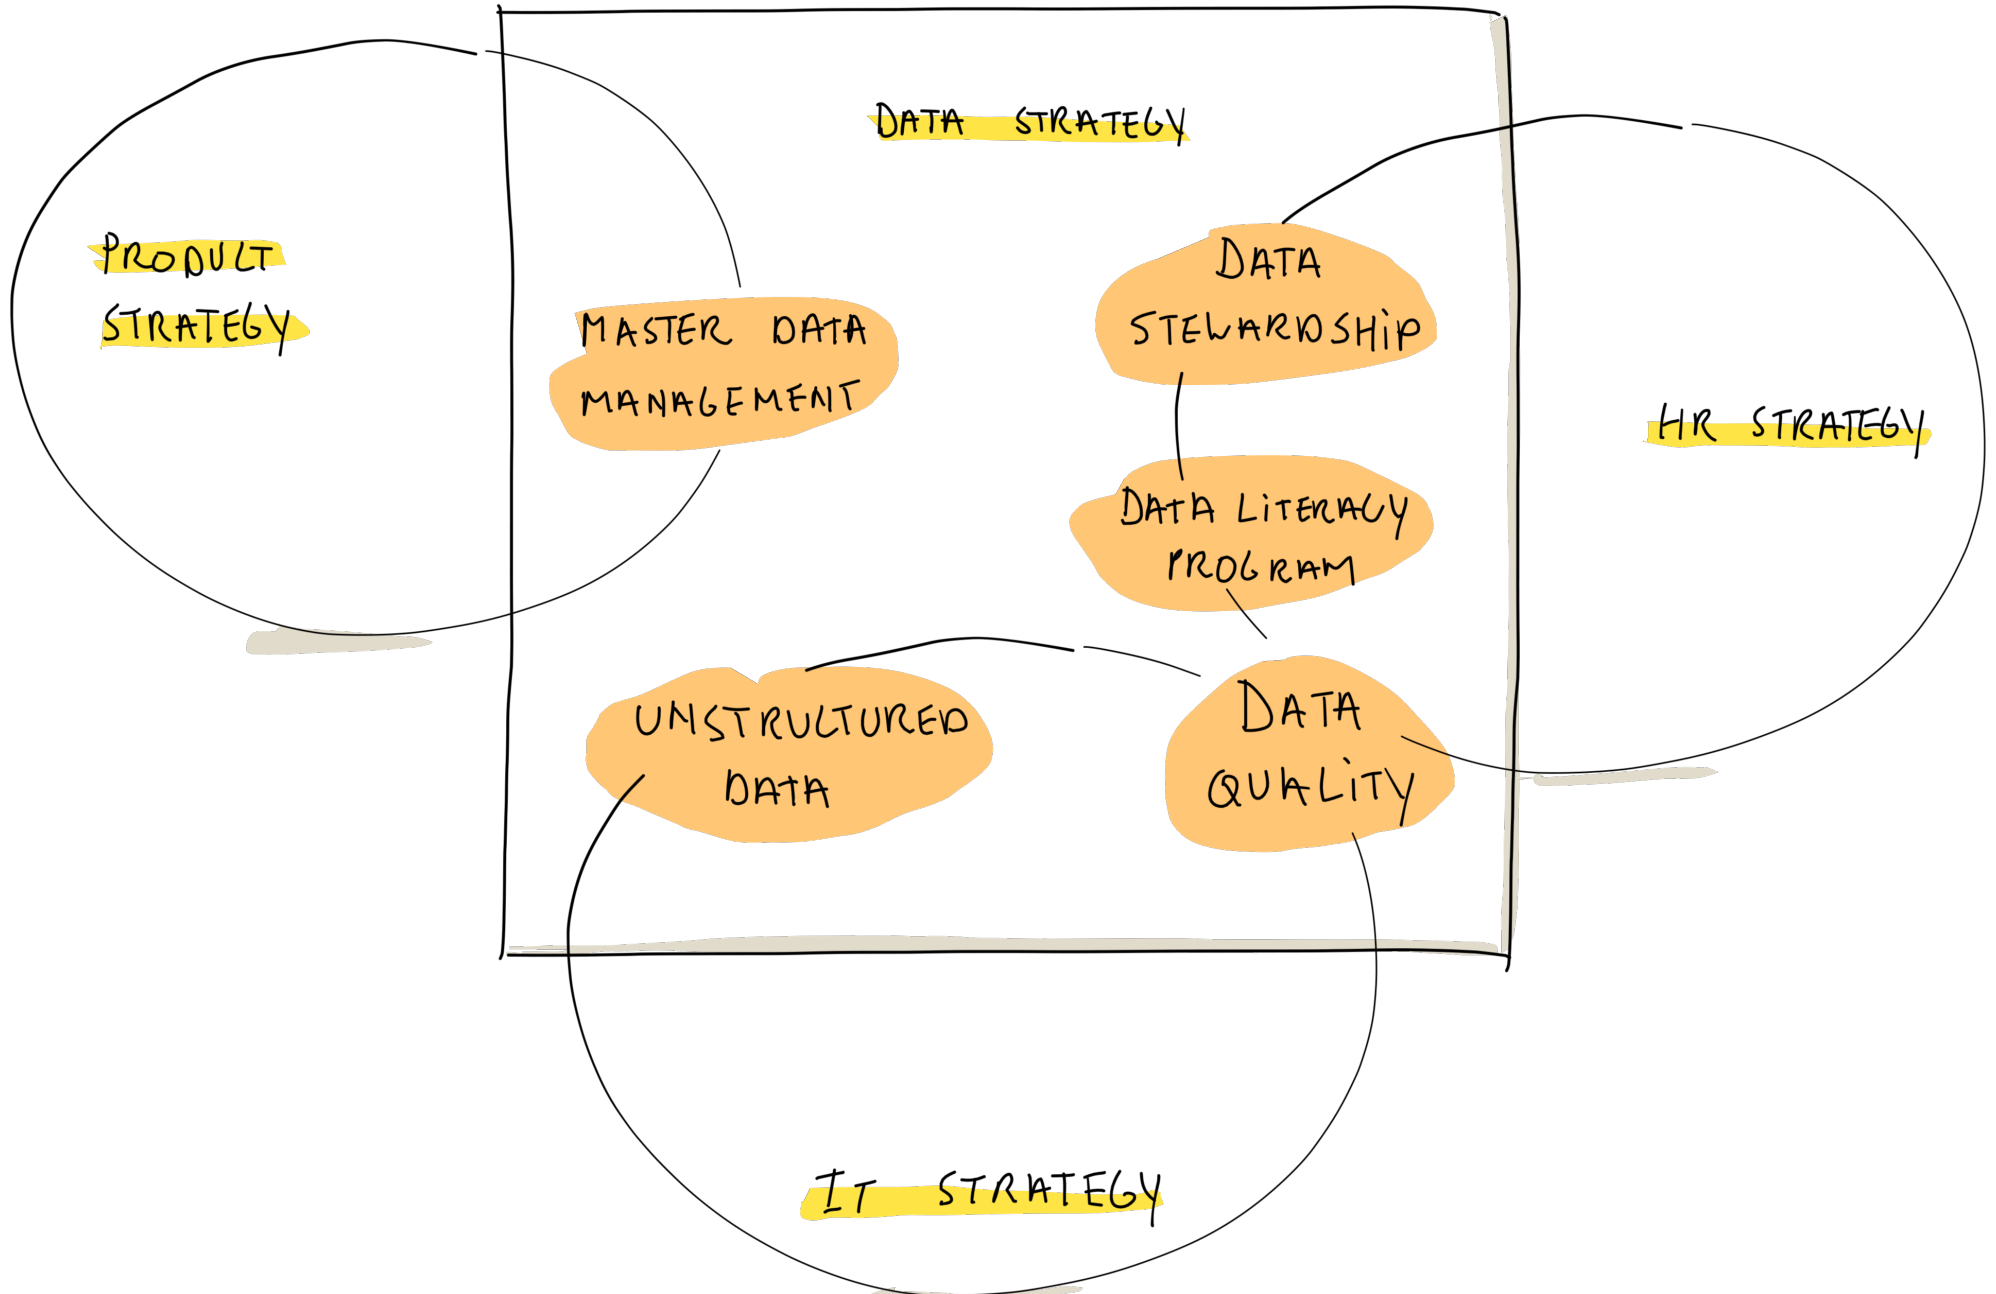 DATA STRATEGY
PRODUCT
STRATEGY
MASTER DATA
MANAGEMENT
DATA
STEWARDSHiP
HR STRATEGY
DATA LiTERACY
PROGRAM
UNSTRUCTURED
DATA
DATA
QUALiTY
IT STRATEGY